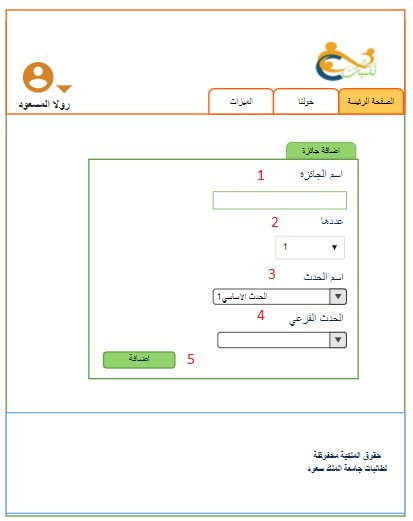 رولا المسعود
الصفحة الرئيسة
حولنا
الميزات
اضافة جائزة
اسم الجائزة 1
عددها 2
1
اسم الحدث 3
الحدث الاساسي1
الحدث الفرعي 4
اضافة 5
حقوق الملكية محفوظة
لطالبات جامعة الملك سعود